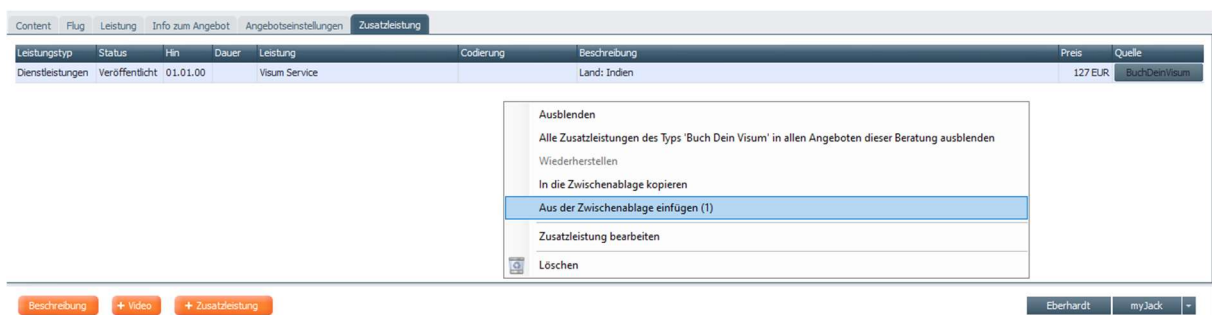 Content Flug Leistung Info zum Angebot Angebotseinstellungen Zusatzleistung
Leistungstyp Status Hin Dauer Leistung Codierung Beschreibung Preis Quelle
Dienstleistungen Veröffentlicht 01.01.00 Visum Service Land: Indien 127 EUR BuchDeinVisum
Ausblenden
Alle Zusatzleistungen des Typs 'Buch Dein Visum' in allen Angeboten dieser Beratung ausblenden
Wiederherstellen
In die Zwischenablage kopieren
Aus der Zwischenablage einfügen (1)
Zusatzleistung bearbeiten
Löschen
Beschreibung + Video + Zusatzleistung Eberhardt myJack